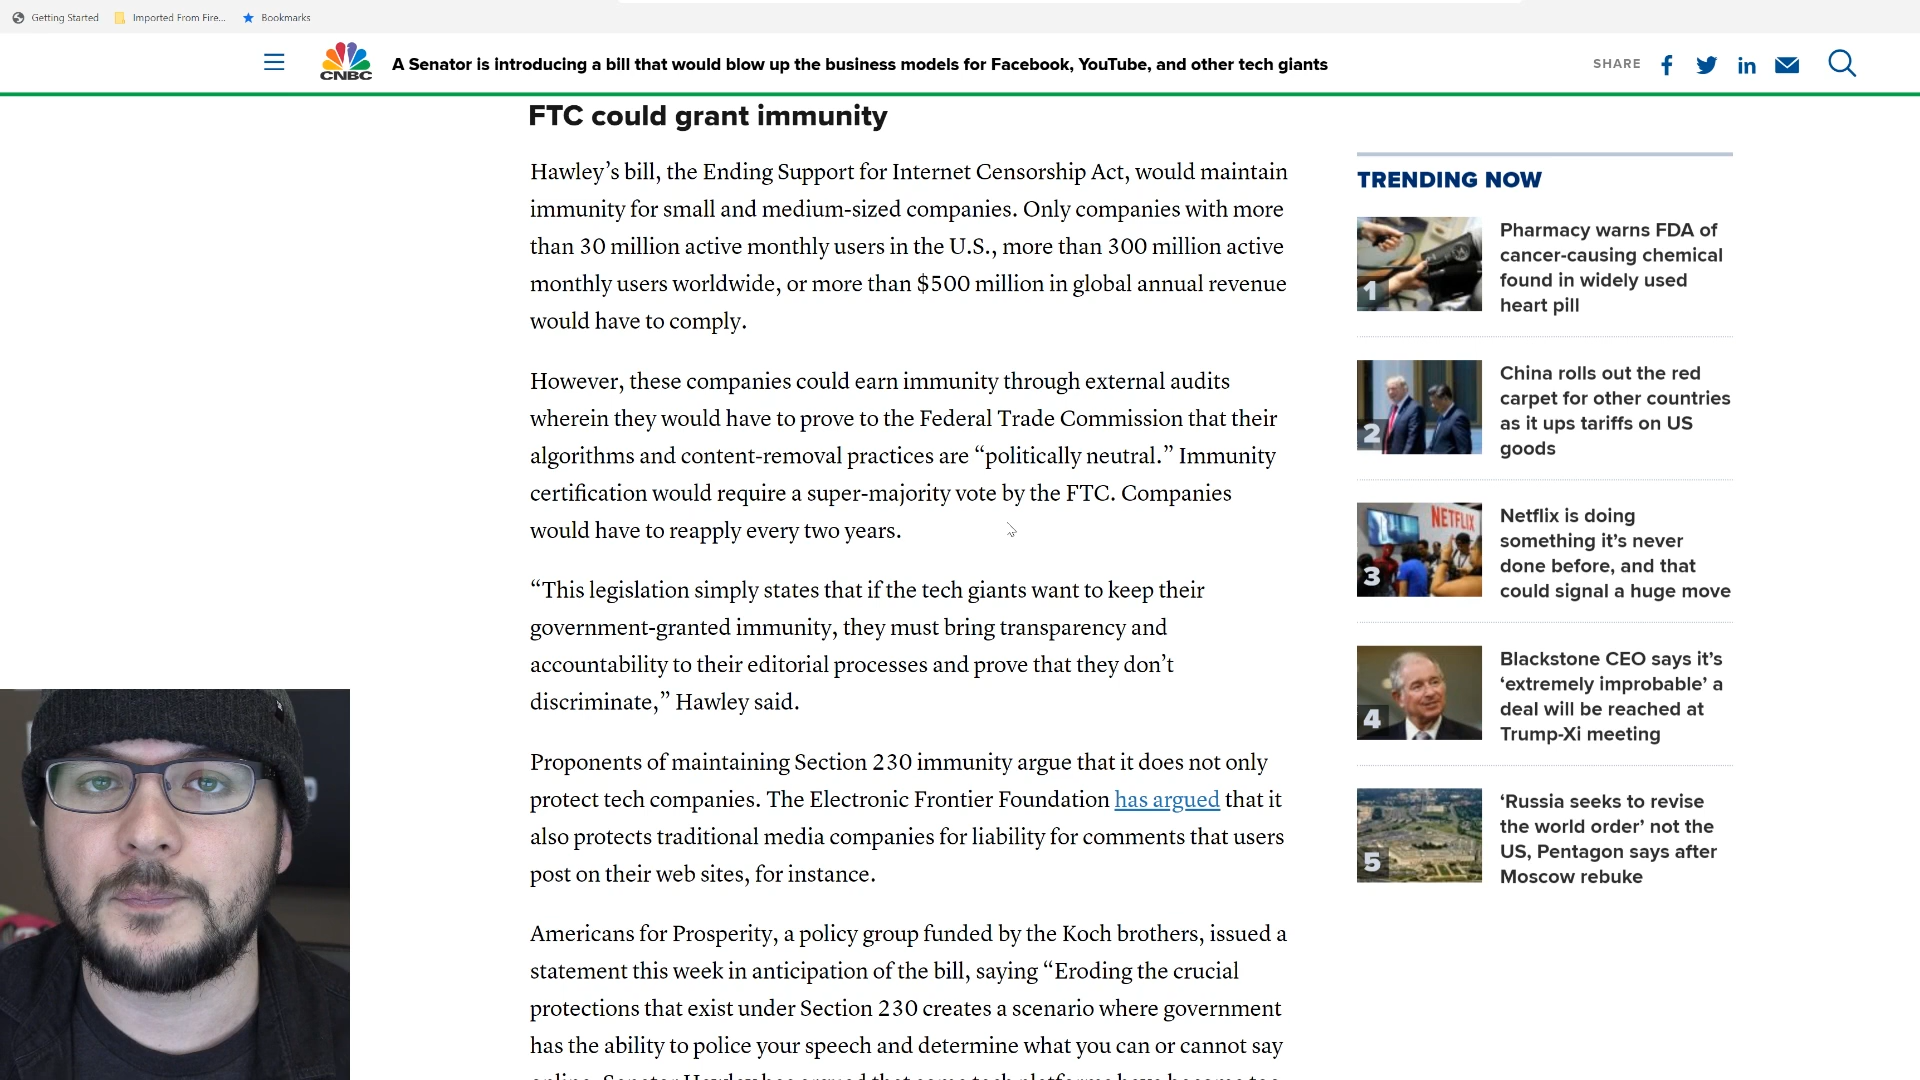 Getting Started
Imported From Fire...
Bookmarks
CNBC
A Senator is introducing a bill that would blow up the business models for Facebook, YouTube, and other tech giants
SHARE
FTC could grant immunity
Hawley’s bill, the Ending Support for Internet Censorship Act, would maintain
immunity for small and medium-sized companies. Only companies with more
than 30 million active monthly users in the U.S., more than 300 million active
monthly users worldwide, or more than $500 million in global annual revenue
would have to comply.
However, these companies could earn immunity through external audits
wherein they would have to prove to the Federal Trade Commission that their
algorithms and content-removal practices are “politically neutral.” Immunity
certification would require a super-majority vote by the FTC. Companies
would have to reapply every two years.
“This legislation simply states that if the tech giants want to keep their
government-granted immunity, they must bring transparency and
accountability to their editorial processes and prove that they don’t
discriminate,” Hawley said.
Proponents of maintaining Section 230 immunity argue that it does not only
protect tech companies. The Electronic Frontier Foundation has argued that it
also protects traditional media companies for liability for comments that users
post on their web sites, for instance.
Americans for Prosperity, a policy group funded by the Koch brothers, issued a
statement this week in anticipation of the bill, saying “Eroding the crucial
protections that exist under Section 230 creates a scenario where government
has the ability to police your speech and determine what you can or cannot say
TRENDING NOW
1
Pharmacy warns FDA of
cancer-causing chemical
found in widely used
heart pill
2
China rolls out the red
carpet for other countries
as it ups tariffs on US
goods
NETFLIX
3
Netflix is doing
something it’s never
done before, and that
could signal a huge move
4
Blackstone CEO says it’s
‘extremely improbable’ a
deal will be reached at
Trump-Xi meeting
5
‘Russia seeks to revise
the world order’ not the
US, Pentagon says after
Moscow rebuke